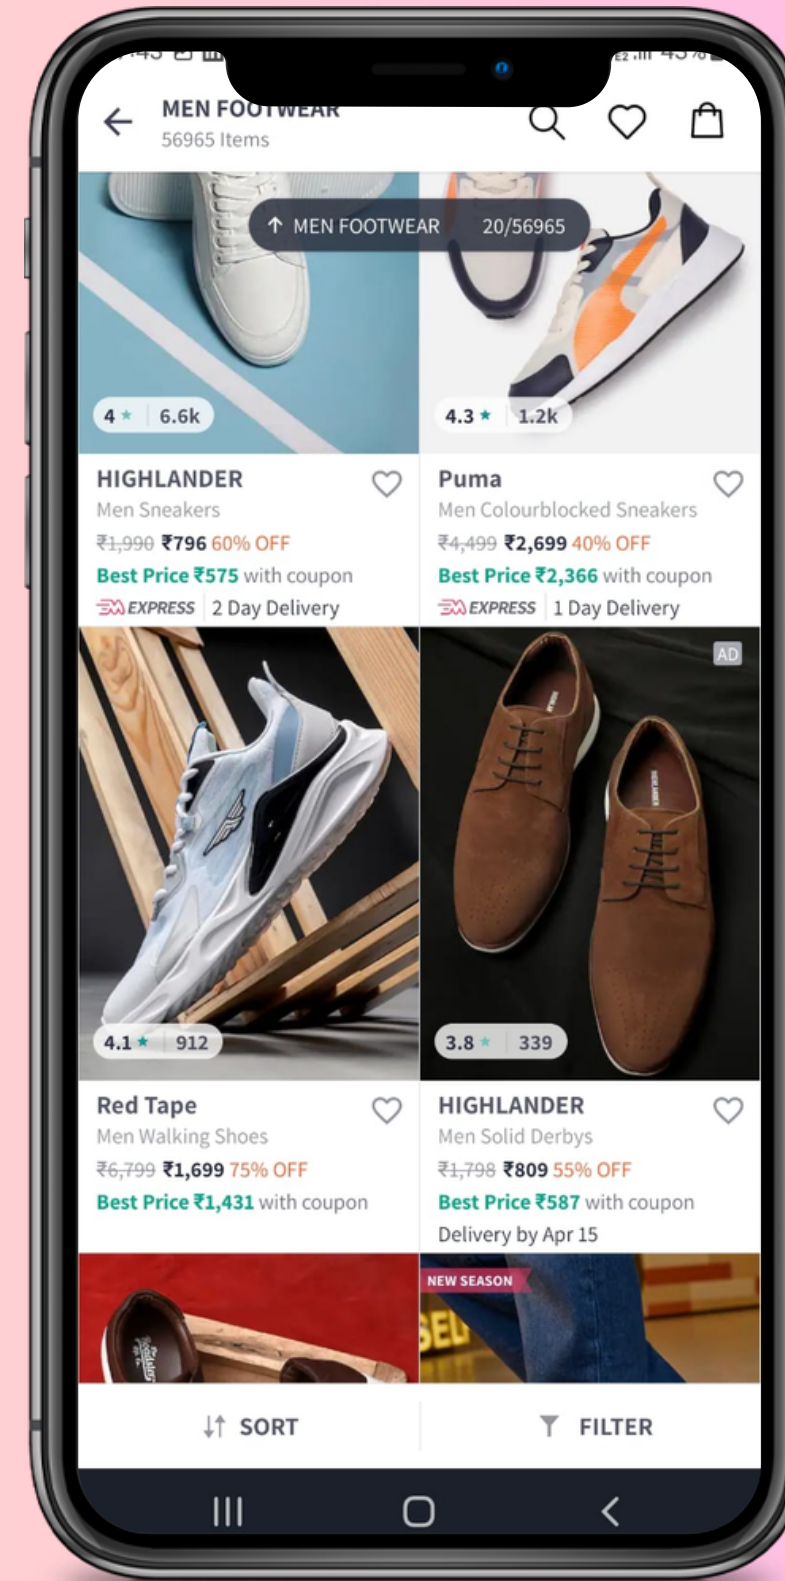 MEN FOOTWEAR
56965 Items
↑ MEN FOOTWEAR 20/56965
4 ★ | 6.6k
4.3 ★ | 1.2k
HIGHLANDER
Men Sneakers
₹1,990 ₹796 60% OFF
Best Price ₹575 with coupon
EXPRESS | 2 Day Delivery
Puma
Men Colourblocked Sneakers
₹4,499 ₹2,699 40% OFF
Best Price ₹2,366 with coupon
EXPRESS | 1 Day Delivery
AD
HIGHLANDER
4.1 ★ | 912
3.8 ★ | 339
Red Tape
Men Walking Shoes
₹6,799 ₹1,699 75% OFF
Best Price ₹1,431 with coupon
HIGHLANDER
Men Solid Derbys
₹1,798 ₹809 55% OFF
Best Price ₹587 with coupon
Delivery by Apr 15
Roadster
NEW SEASON
SEL
SORT
FILTER